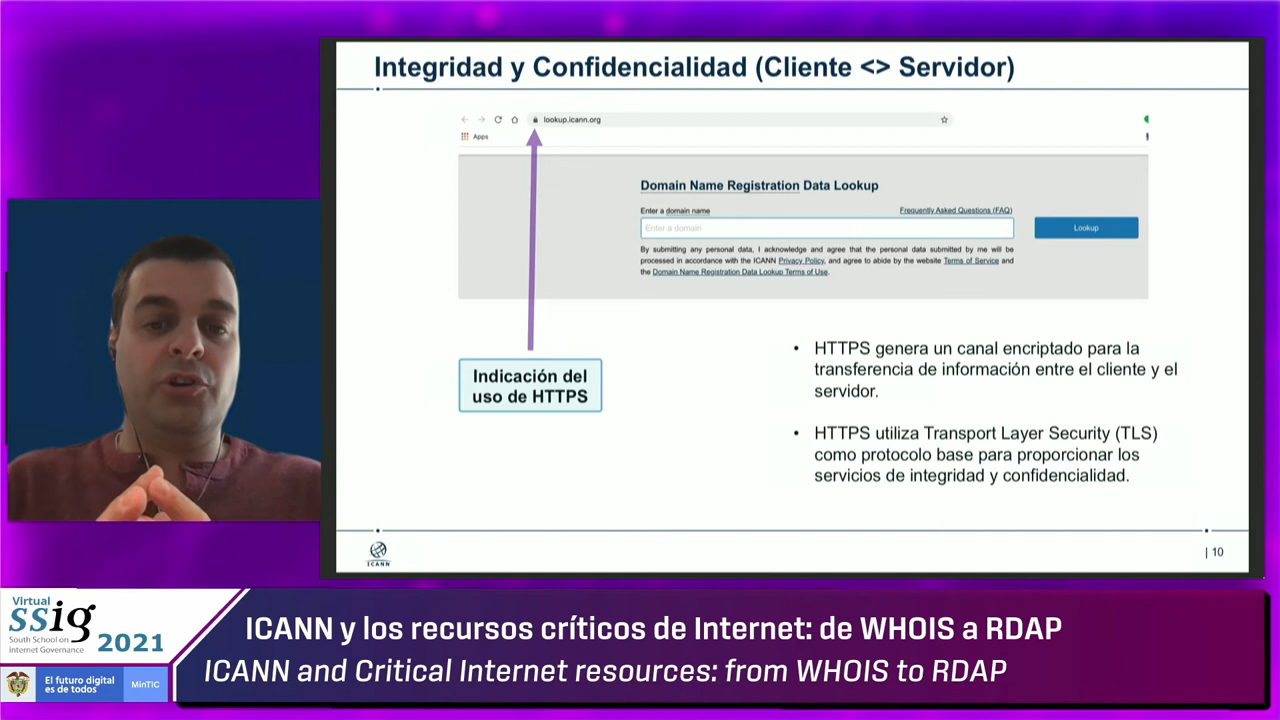 Integridad y Confidencialidad (Cliente <> Servidor)
lookup.icann.org
Apps
Domain Name Registration Data Lookup
Enter a domain name
Frequently Asked Questions (FAQ)
Enter a domain
Lookup
By submitting any personal data, I acknowledge and agree that the personal data submitted by me will be
processed in accordance with the ICANN Privacy Policy, and agree to abide by the website Terms of Service and
the Domain Name Registration Data Lookup Terms of Use.
Indicación del
uso de HTTPS
• HTTPS genera un canal encriptado para la
transferencia de información entre el cliente y el
servidor.
• HTTPS utiliza Transport Layer Security (TLS)
como protocolo base para proporcionar los
servicios de integridad y confidencialidad.
ICANN
| 10
Virtual
ssig
South School on
Internet Governance
2021
El futuro digital
es de todos
MinTIC
ICANN y los recursos críticos de Internet: de WHOIS a RDAP
ICANN and Critical Internet resources: from WHOIS to RDAP